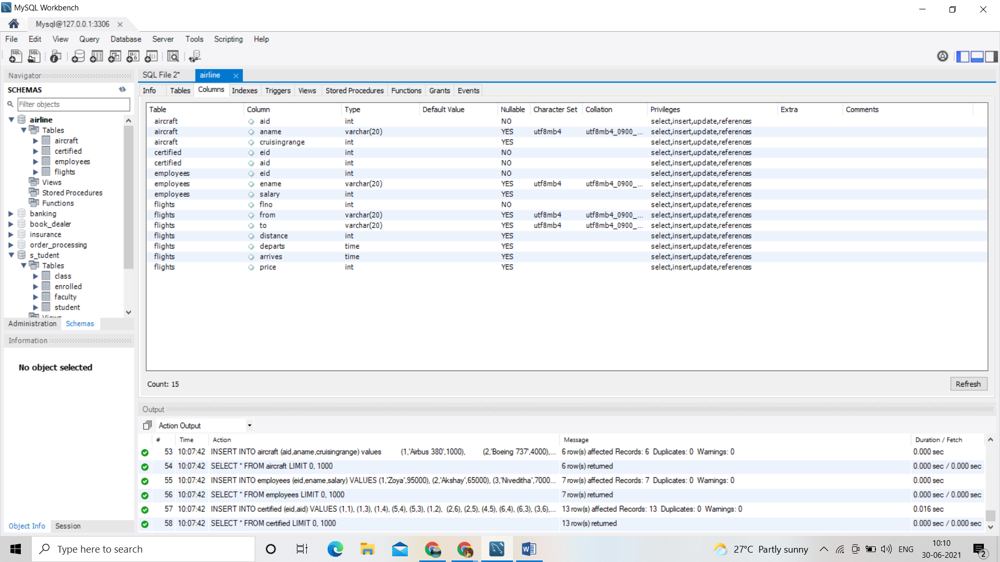 MySQL Workbench
Mysql@127.0.0.1:3306
File Edit View Query Database Server Tools Scripting Help
Navigator
SCHEMAS
Filter objects
airline
Tables
aircraft
certified
employees
flights
Views
Stored Procedures
Functions
banking
book_dealer
insurance
order_processing
s_tudent
Tables
class
enrolled
faculty
student
Views
Administration Schemas
Information
No object selected
Object Info Session
SQL File 2* airline
Info Tables Columns Indexes Triggers Views Stored Procedures Functions Grants Events
Table Column Type Default Value Nullable Character Set Collation Privileges Extra Comments
aircraft aid int NO select,insert,update,references
aircraft aname varchar(20) YES utf8mb4 utf8mb4_0900_... select,insert,update,references
aircraft cruisingrange int YES select,insert,update,references
certified eid int NO select,insert,update,references
certified aid int NO select,insert,update,references
employees eid int NO select,insert,update,references
employees ename varchar(20) YES utf8mb4 utf8mb4_0900_... select,insert,update,references
employees salary int YES select,insert,update,references
flights flno int NO select,insert,update,references
flights from varchar(20) YES utf8mb4 utf8mb4_0900_... select,insert,update,references
flights to varchar(20) YES utf8mb4 utf8mb4_0900_... select,insert,update,references
flights distance int YES select,insert,update,references
flights departs time YES select,insert,update,references
flights arrives time YES select,insert,update,references
flights price int YES select,insert,update,references
Count: 15 Refresh
Output
Action Output
# Time Action Message Duration / Fetch
53 10:07:42 INSERT INTO aircraft (aid,aname,cruisingrange) values (1,'Airbus 380',1000), (2,'Boeing 737',4000),... 6 row(s) affected Records: 6 Duplicates: 0 Warnings: 0 0.000 sec
54 10:07:42 SELECT * FROM aircraft LIMIT 0, 1000 6 row(s) returned 0.000 sec / 0.000 sec
55 10:07:42 INSERT INTO employees (eid,ename,salary) VALUES (1,'Zoya',95000), (2,'Akshay',65000), (3,'Niveditha',7000... 7 row(s) affected Records: 7 Duplicates: 0 Warnings: 0 0.000 sec
56 10:07:42 SELECT * FROM employees LIMIT 0, 1000 7 row(s) returned 0.000 sec / 0.000 sec
57 10:07:42 INSERT INTO certified (eid,aid) VALUES (1,1), (1,3), (1,4), (5,4), (5,3), (1,2), (2,6), (2,5), (4,5), (6,4), (6,3), (3,6),... 13 row(s) affected Records: 13 Duplicates: 0 Warnings: 0 0.016 sec
58 10:07:42 SELECT * FROM certified LIMIT 0, 1000 13 row(s) returned 0.000 sec / 0.000 sec
Type here to search
27°C Partly sunny ENG 10:10 30-06-2021 2